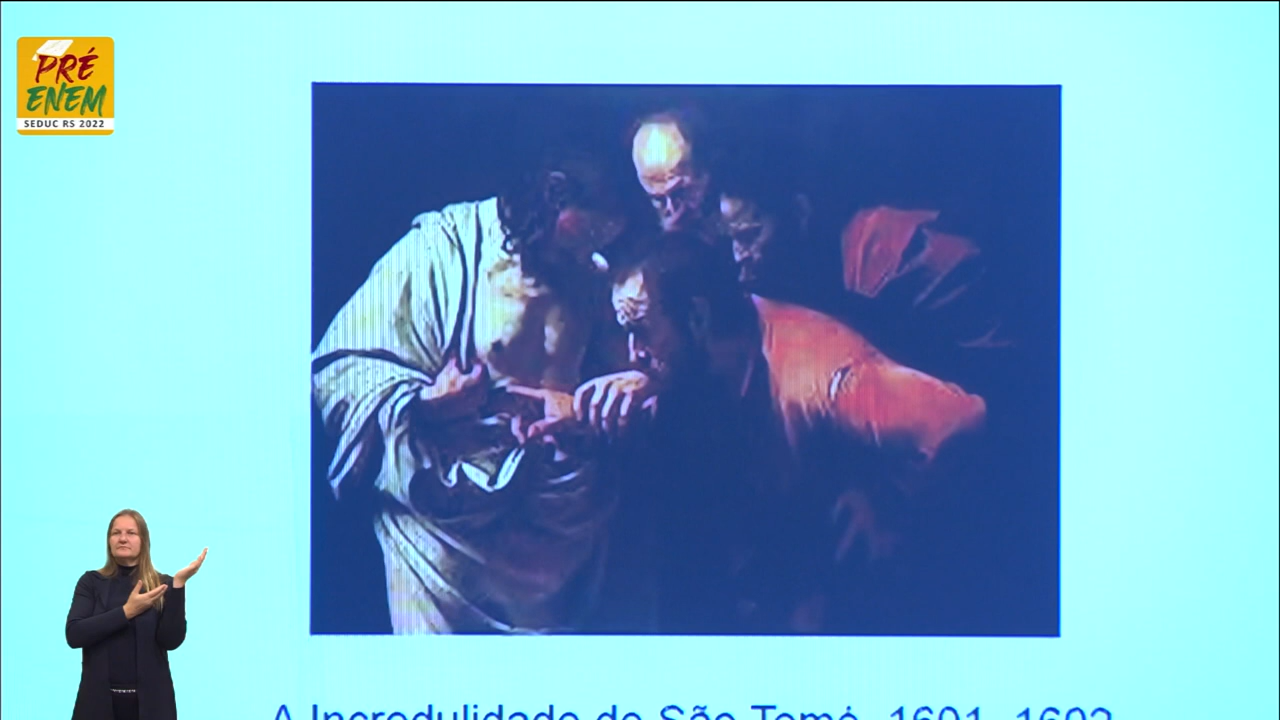 PRÉ
ENEM
SEDUC RS 2022
A Incredulidade de São Tomé, 1601-1602